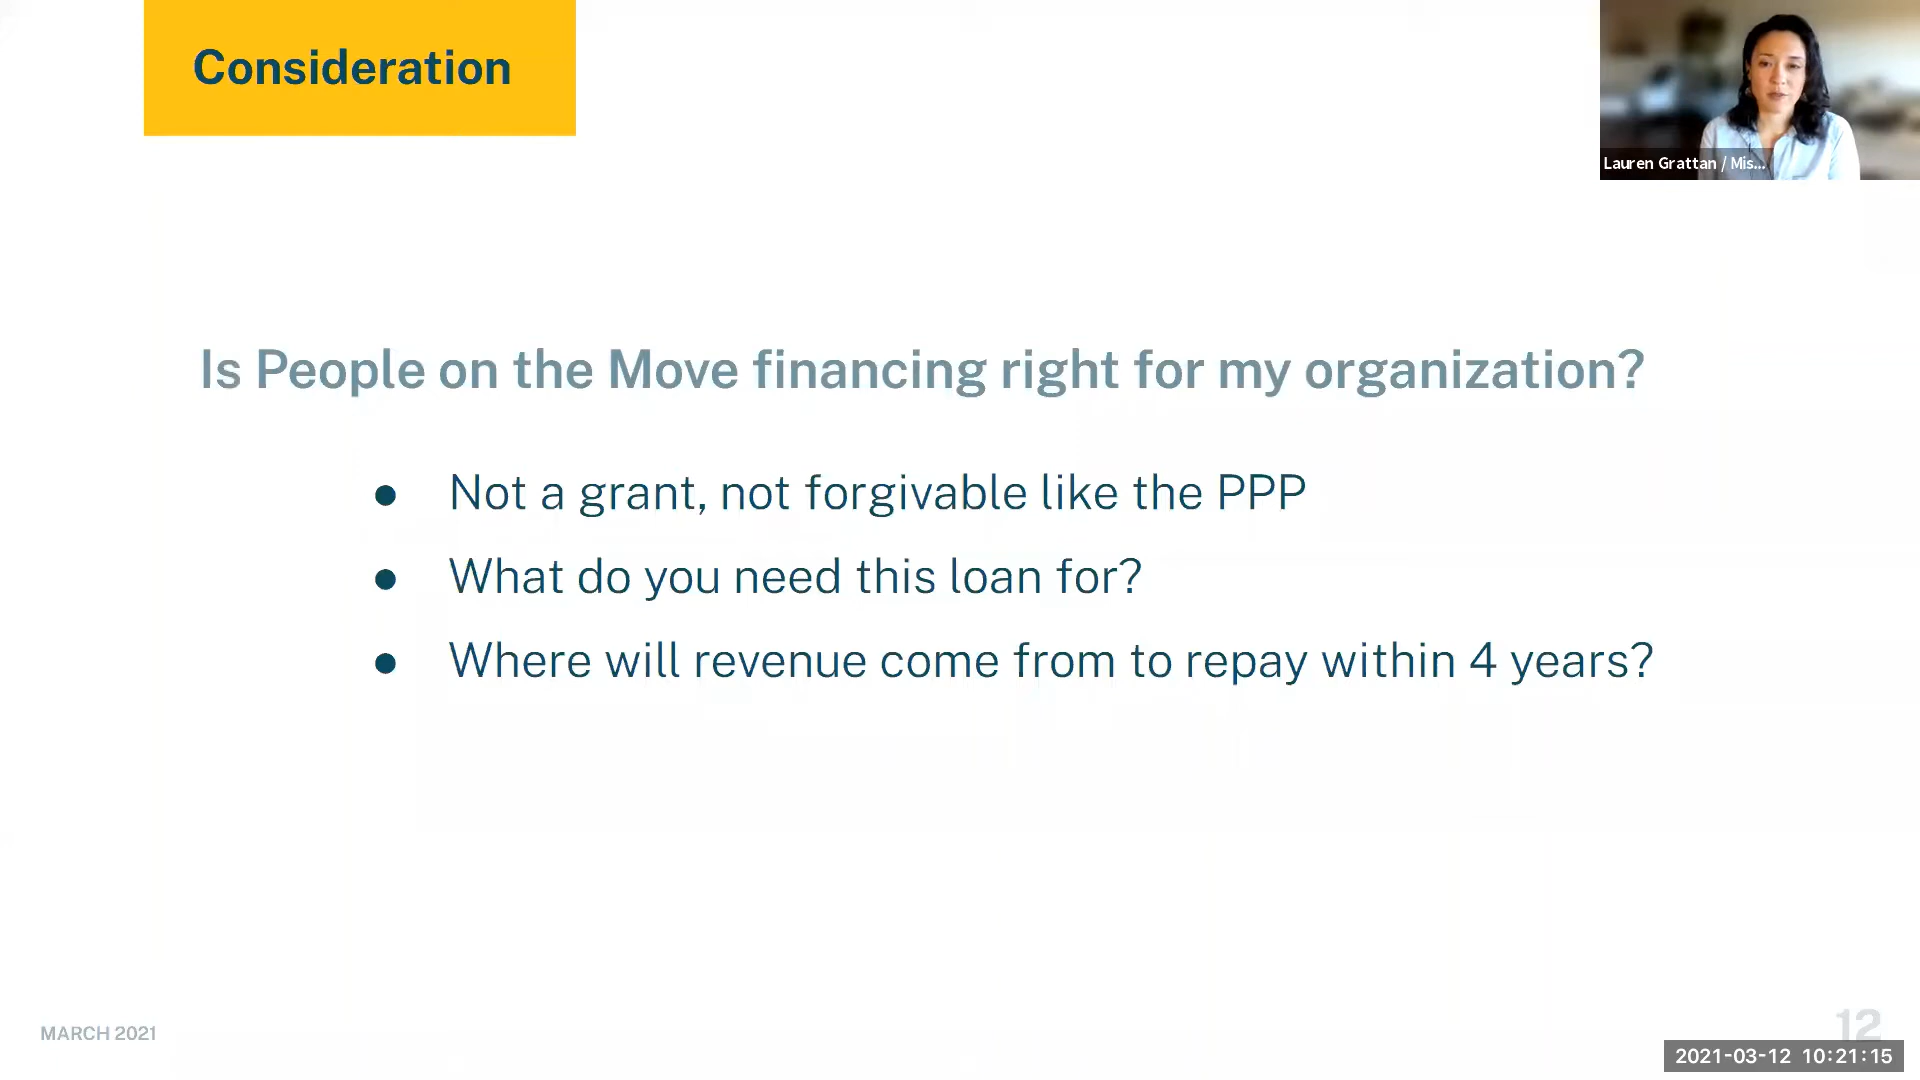 Consideration
Lauren Grattan / Mis...
Is People on the Move financing right for my organization?
● Not a grant, not forgivable like the PPP
● What do you need this loan for?
● Where will revenue come from to repay within 4 years?
MARCH 2021
12
2021-03-12 10:21:15